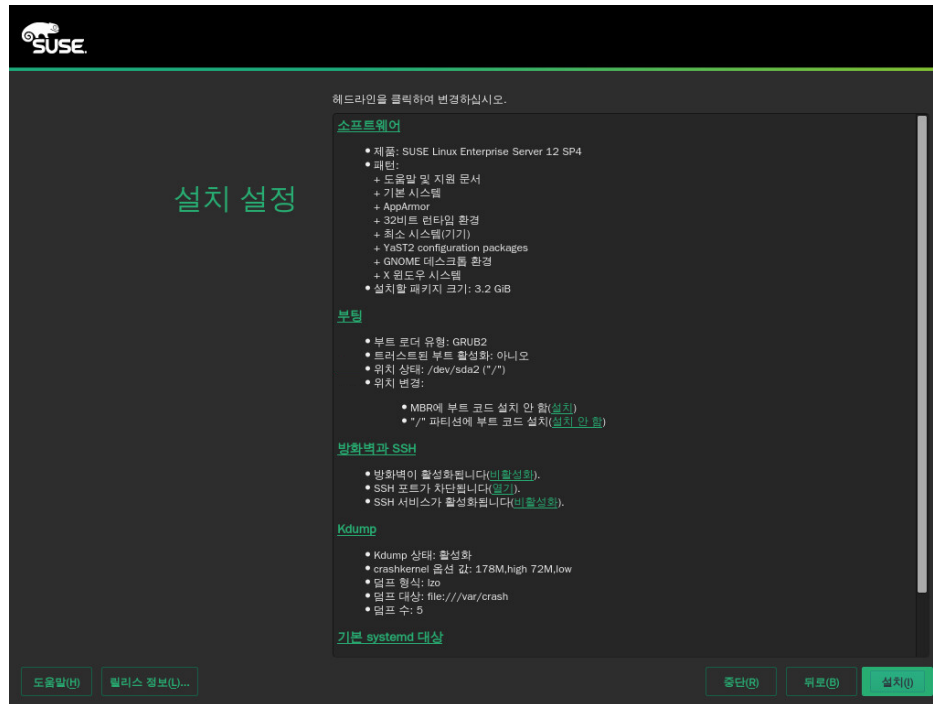 SUSE.
헤드라인을 클릭하여 변경하십시오.
설치 설정
소프트웨어
• 제품: SUSE Linux Enterprise Server 12 SP4
• 패턴:
+ 도움말 및 지원 문서
+ 기본 시스템
+ AppArmor
+ 32비트 런타임 환경
+ 최소 시스템(기기)
+ YaST2 configuration packages
+ GNOME 데스크톱 환경
+ X 윈도우 시스템
• 설치할 패키지 크기: 3.2 GiB
부팅
• 부트 로더 유형: GRUB2
• 트러스트된 부트 활성화: 아니오
• 위치 상태: /dev/sda2 ("/")
• 위치 변경:
• MBR에 부트 코드 설치 안 함(설치)
• "/" 파티션에 부트 코드 설치(설치 안 함)
방화벽과 SSH
• 방화벽이 활성화됩니다(비활성화).
• SSH 포트가 차단됩니다(열기).
• SSH 서비스가 활성화됩니다(비활성화).
Kdump
• Kdump 상태: 활성화
• crashkernel 옵션 값: 178M,high 72M,low
• 덤프 형식: lzo
• 덤프 대상: file:///var/crash
• 덤프 수: 5
기본 systemd 대상
도움말(H) 릴리스 정보(L)... 중단(R) 뒤로(B) 설치(I)